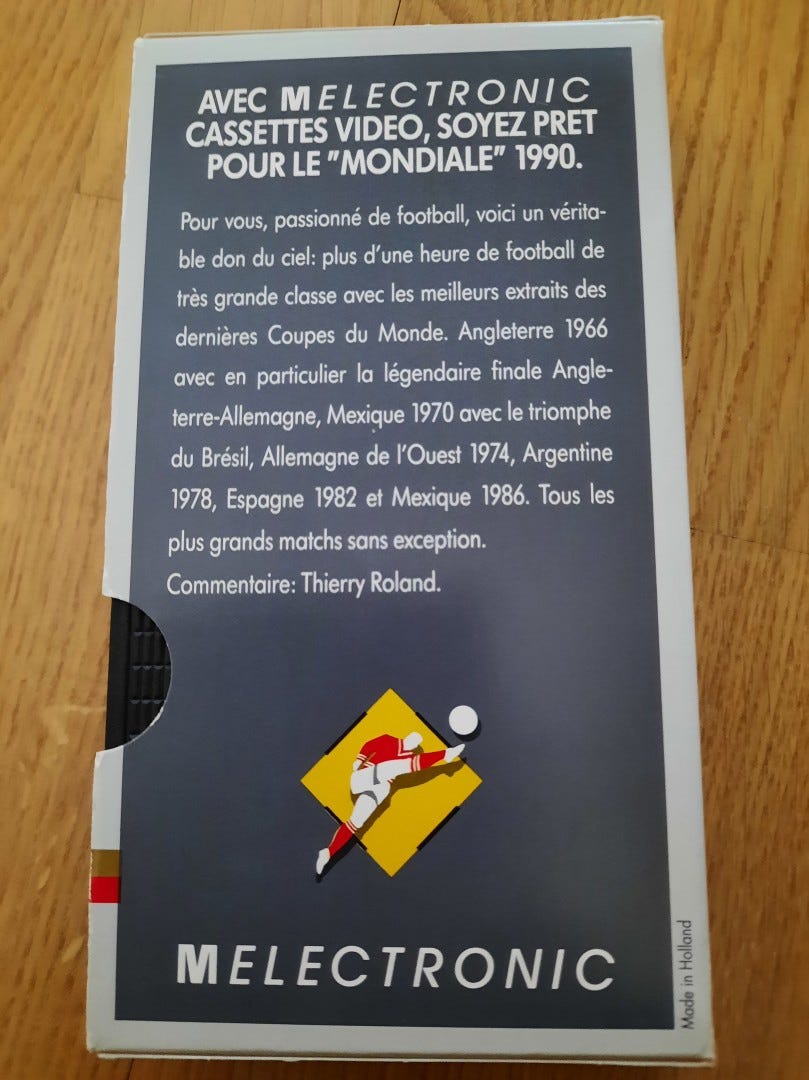 AVEC MELECTRONIC
CASSETTES VIDEO, SOYEZ PRET
POUR LE "MONDIALE" 1990.
Pour vous, passionné de football, voici un vérita-
ble don du ciel: plus d'une heure de football de
très grande classe avec les meilleurs extraits des
dernières Coupes du Monde. Angleterre 1966
avec en particulier la légendaire finale Angle-
terre-Allemagne, Mexique 1970 avec le triomphe
du Brésil, Allemagne de l'Ouest 1974, Argentine
1978, Espagne 1982 et Mexique 1986. Tous les
plus grands matchs sans exception.
Commentaire: Thierry Roland.
MELECTRONIC
Made in Holland